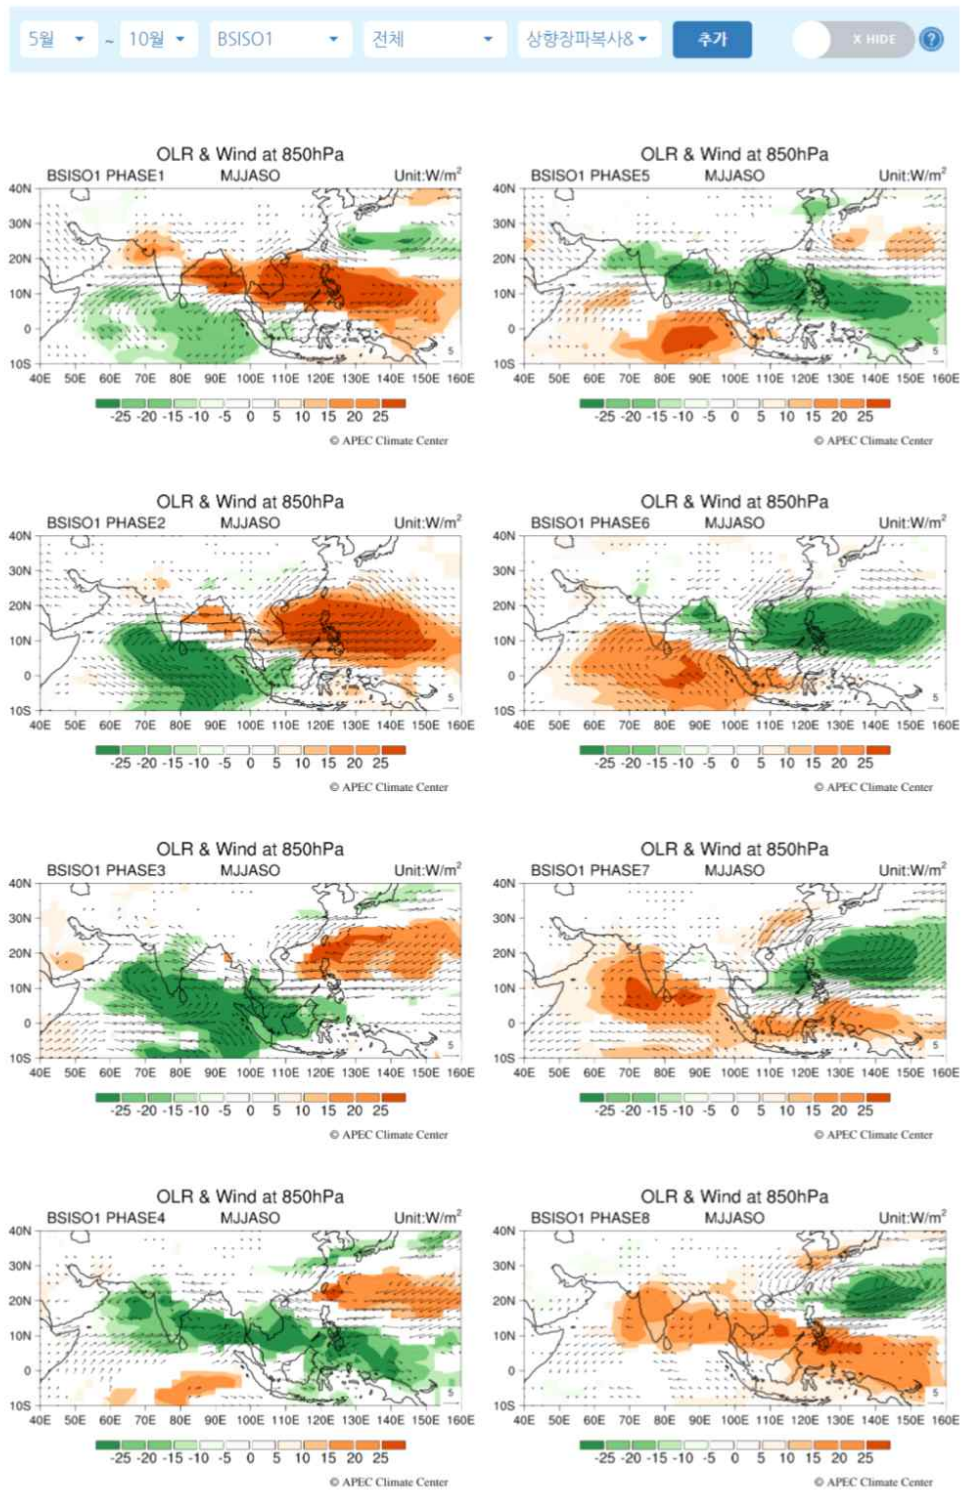 5월 ~ 10월 BSISO1 전체 상향장파복사& 추가 X HIDE ?
OLR & Wind at 850hPa
BSISO1 PHASE1 MJJASO Unit:W/m²
40N
30N
20N
10N
0
10S
5
40E 50E 60E 70E 80E 90E 100E 110E 120E 130E 140E 150E 160E
-25 -20 -15 -10 -5 0 5 10 15 20 25
© APEC Climate Center
OLR & Wind at 850hPa
BSISO1 PHASE5 MJJASO Unit:W/m²
40N
30N
20N
10N
0
10S
5
40E 50E 60E 70E 80E 90E 100E 110E 120E 130E 140E 150E 160E
-25 -20 -15 -10 -5 0 5 10 15 20 25
© APEC Climate Center
OLR & Wind at 850hPa
BSISO1 PHASE2 MJJASO Unit:W/m²
40N
30N
20N
10N
0
10S
5
40E 50E 60E 70E 80E 90E 100E 110E 120E 130E 140E 150E 160E
-25 -20 -15 -10 -5 0 5 10 15 20 25
© APEC Climate Center
OLR & Wind at 850hPa
BSISO1 PHASE6 MJJASO Unit:W/m²
40N
30N
20N
10N
0
10S
5
40E 50E 60E 70E 80E 90E 100E 110E 120E 130E 140E 150E 160E
-25 -20 -15 -10 -5 0 5 10 15 20 25
© APEC Climate Center
OLR & Wind at 850hPa
BSISO1 PHASE3 MJJASO Unit:W/m²
40N
30N
20N
10N
0
10S
5
40E 50E 60E 70E 80E 90E 100E 110E 120E 130E 140E 150E 160E
-25 -20 -15 -10 -5 0 5 10 15 20 25
© APEC Climate Center
OLR & Wind at 850hPa
BSISO1 PHASE7 MJJASO Unit:W/m²
40N
30N
20N
10N
0
10S
5
40E 50E 60E 70E 80E 90E 100E 110E 120E 130E 140E 150E 160E
-25 -20 -15 -10 -5 0 5 10 15 20 25
© APEC Climate Center
OLR & Wind at 850hPa
BSISO1 PHASE4 MJJASO Unit:W/m²
40N
30N
20N
10N
0
10S
5
40E 50E 60E 70E 80E 90E 100E 110E 120E 130E 140E 150E 160E
-25 -20 -15 -10 -5 0 5 10 15 20 25
© APEC Climate Center
OLR & Wind at 850hPa
BSISO1 PHASE8 MJJASO Unit:W/m²
40N
30N
20N
10N
0
10S
5
40E 50E 60E 70E 80E 90E 100E 110E 120E 130E 140E 150E 160E
-25 -20 -15 -10 -5 0 5 10 15 20 25
© APEC Climate Center